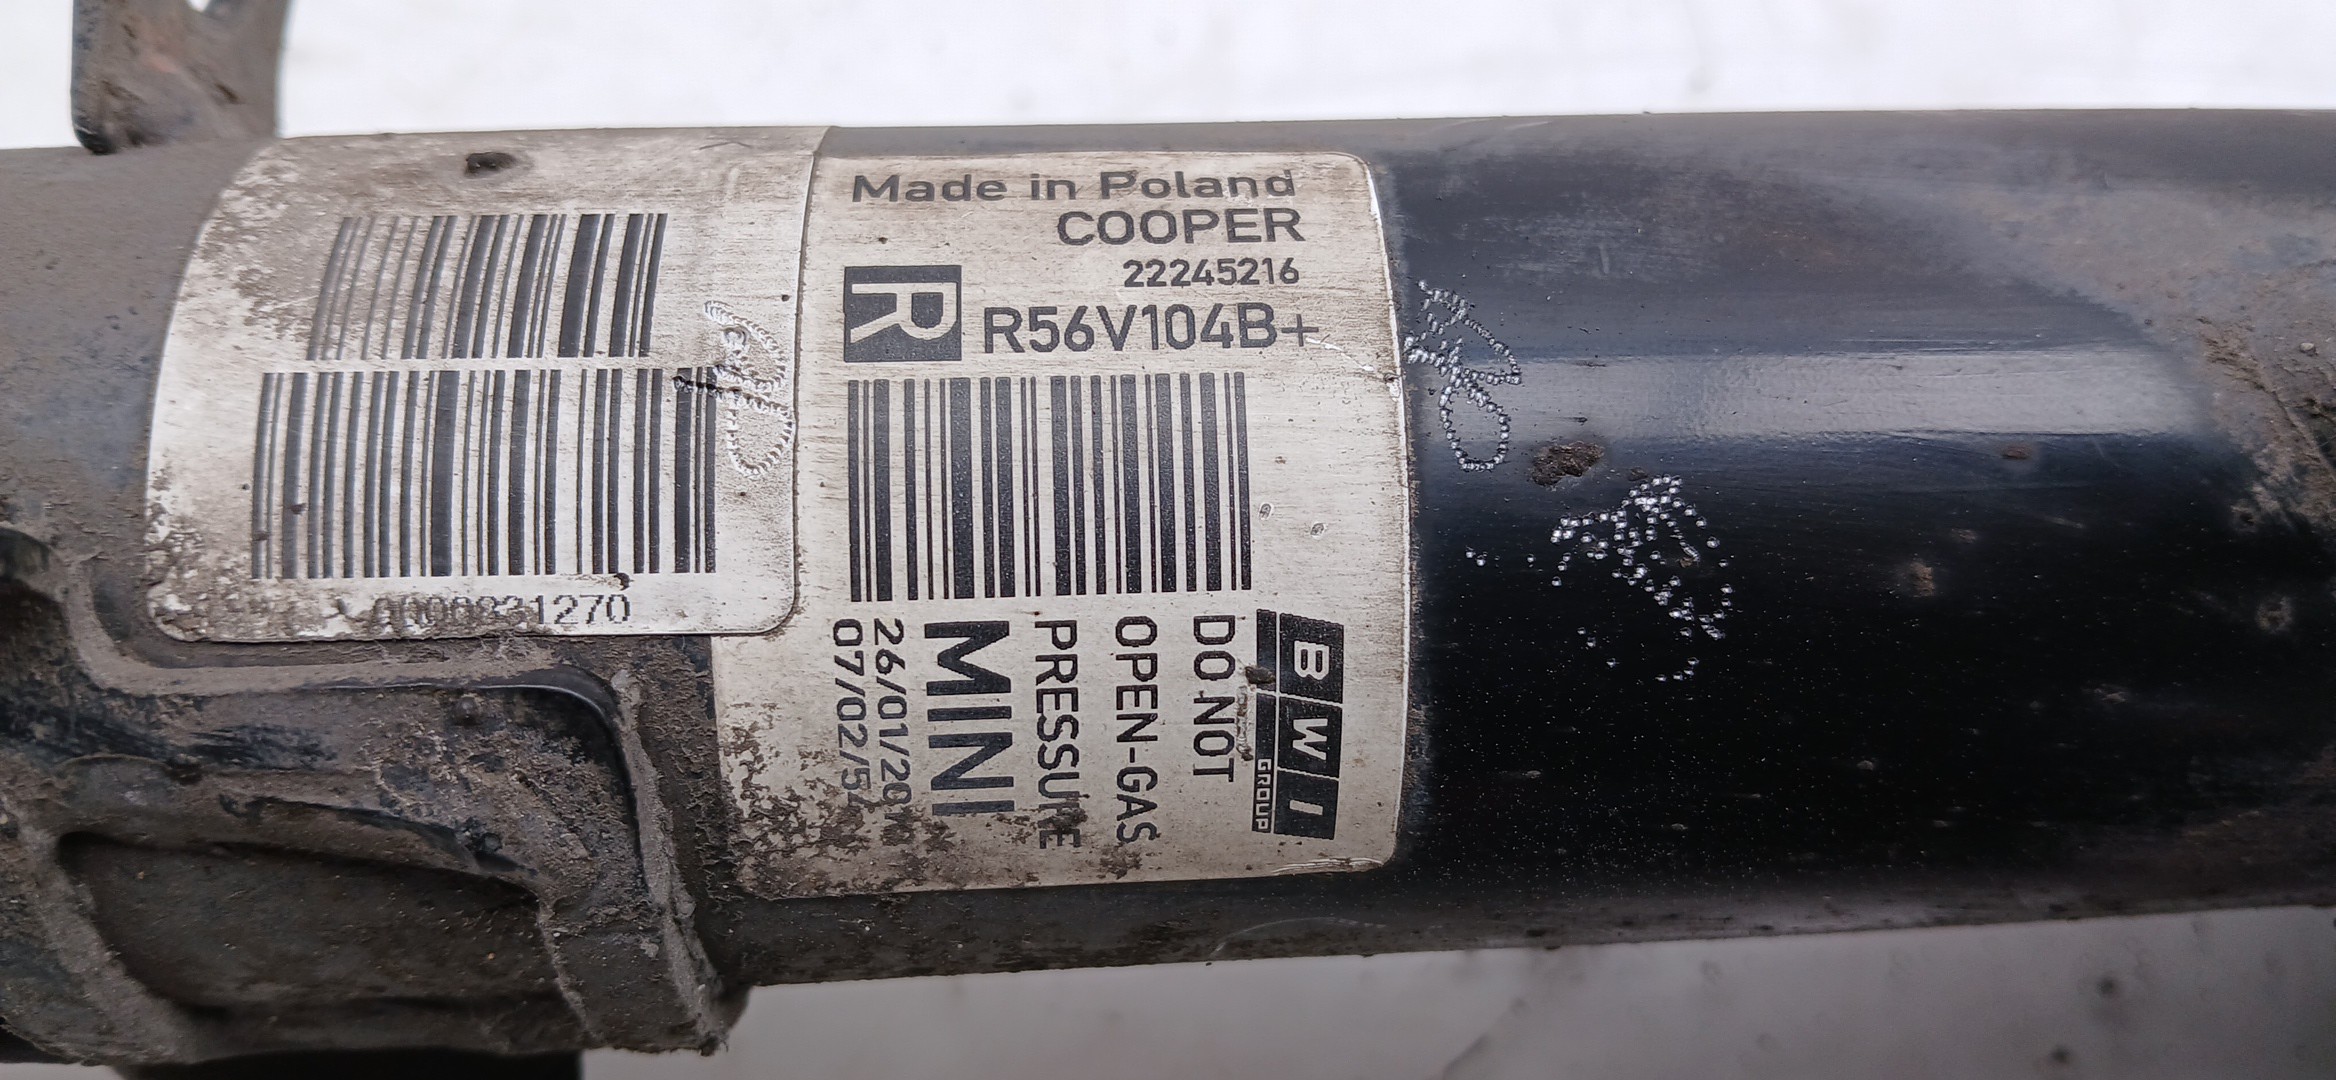 Made in Poland
COOPER
22245216
R
R56V104B+
BWI
GROUP
DO NOT
OPEN-GAS
PRESSURE
MINI